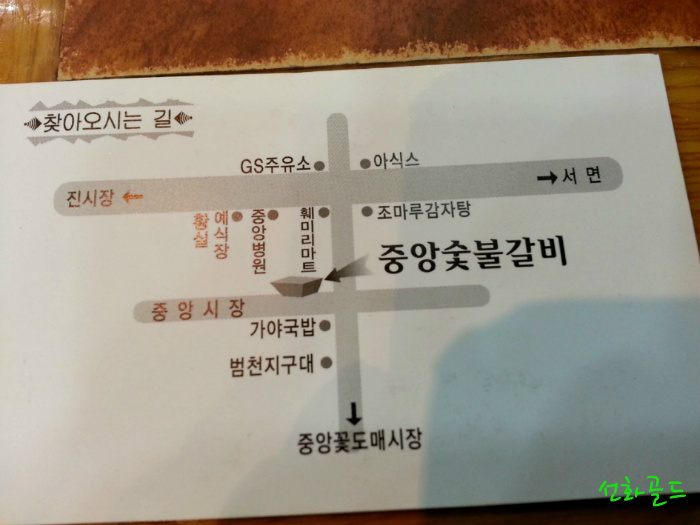 찾아오시는 길
GS주유소
아식스
진시장
서면
황실
예식장
중앙병원
훼미리마트
조마루감자탕
중앙숯불갈비
중앙시장
가야국밥
범천지구대
중앙꽃도매시장
선화골드